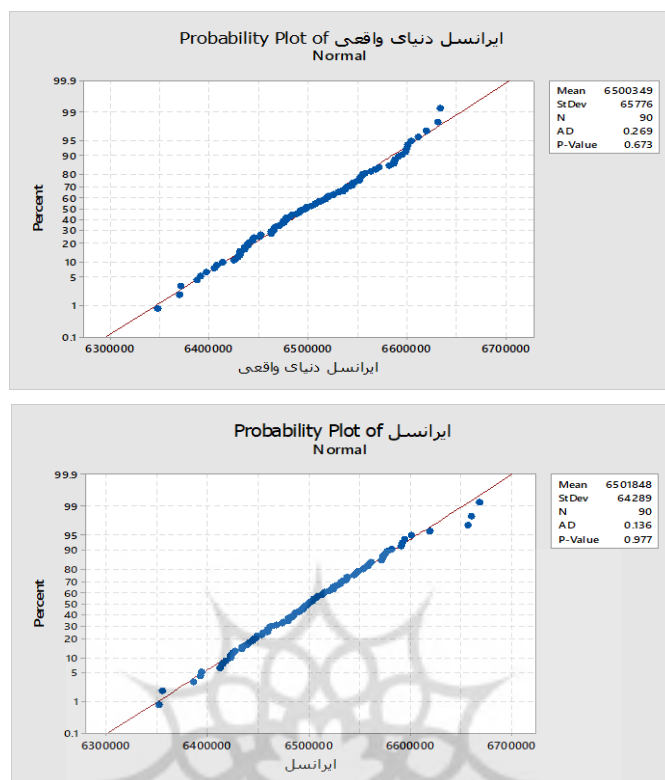 Probability Plot of ایرانسل دنیای واقعی
Normal
99.9
99
95
90
80
70
60
50
40
30
20
10
5
1
0.1
Percent
6300000 6400000 6500000 6600000 6700000
ایرانسل دنیای واقعی
Mean 6500349
StDev 65776
N 90
AD 0.269
P-Value 0.673
Probability Plot of ایرانسل
Normal
99.9
99
95
90
80
70
60
50
40
30
20
10
5
1
0.1
Percent
6300000 6400000 6500000 6600000 6700000
ایرانسل
Mean 6501848
StDev 64289
N 90
AD 0.136
P-Value 0.977